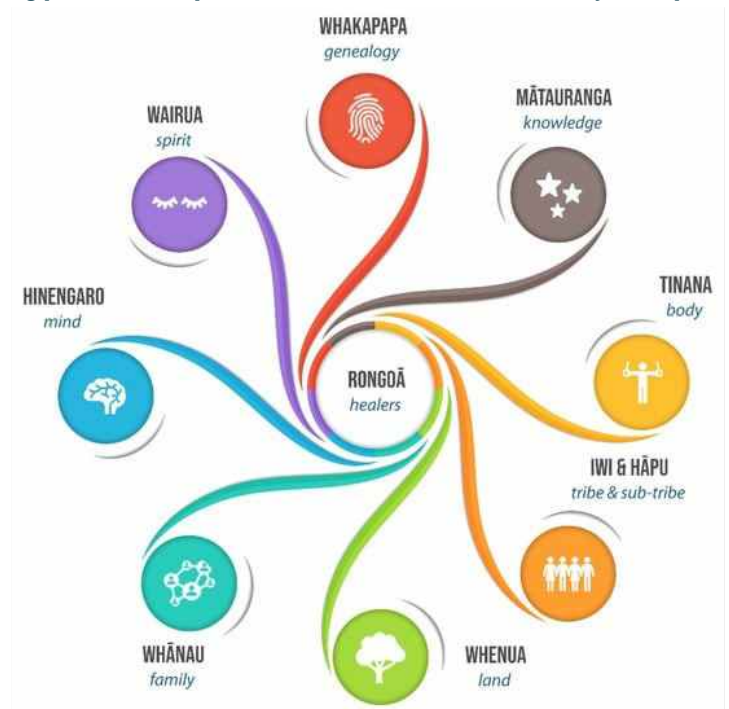 WHAKAPAPA
genealogy
MĀTAURANGA
knowledge
WAIRUA
spirit
TINANA
body
HINENGARO
mind
RONGOĀ
healers
IWI & HĀPU
tribe & sub-tribe
WHĀNAU
family
WHENUA
land